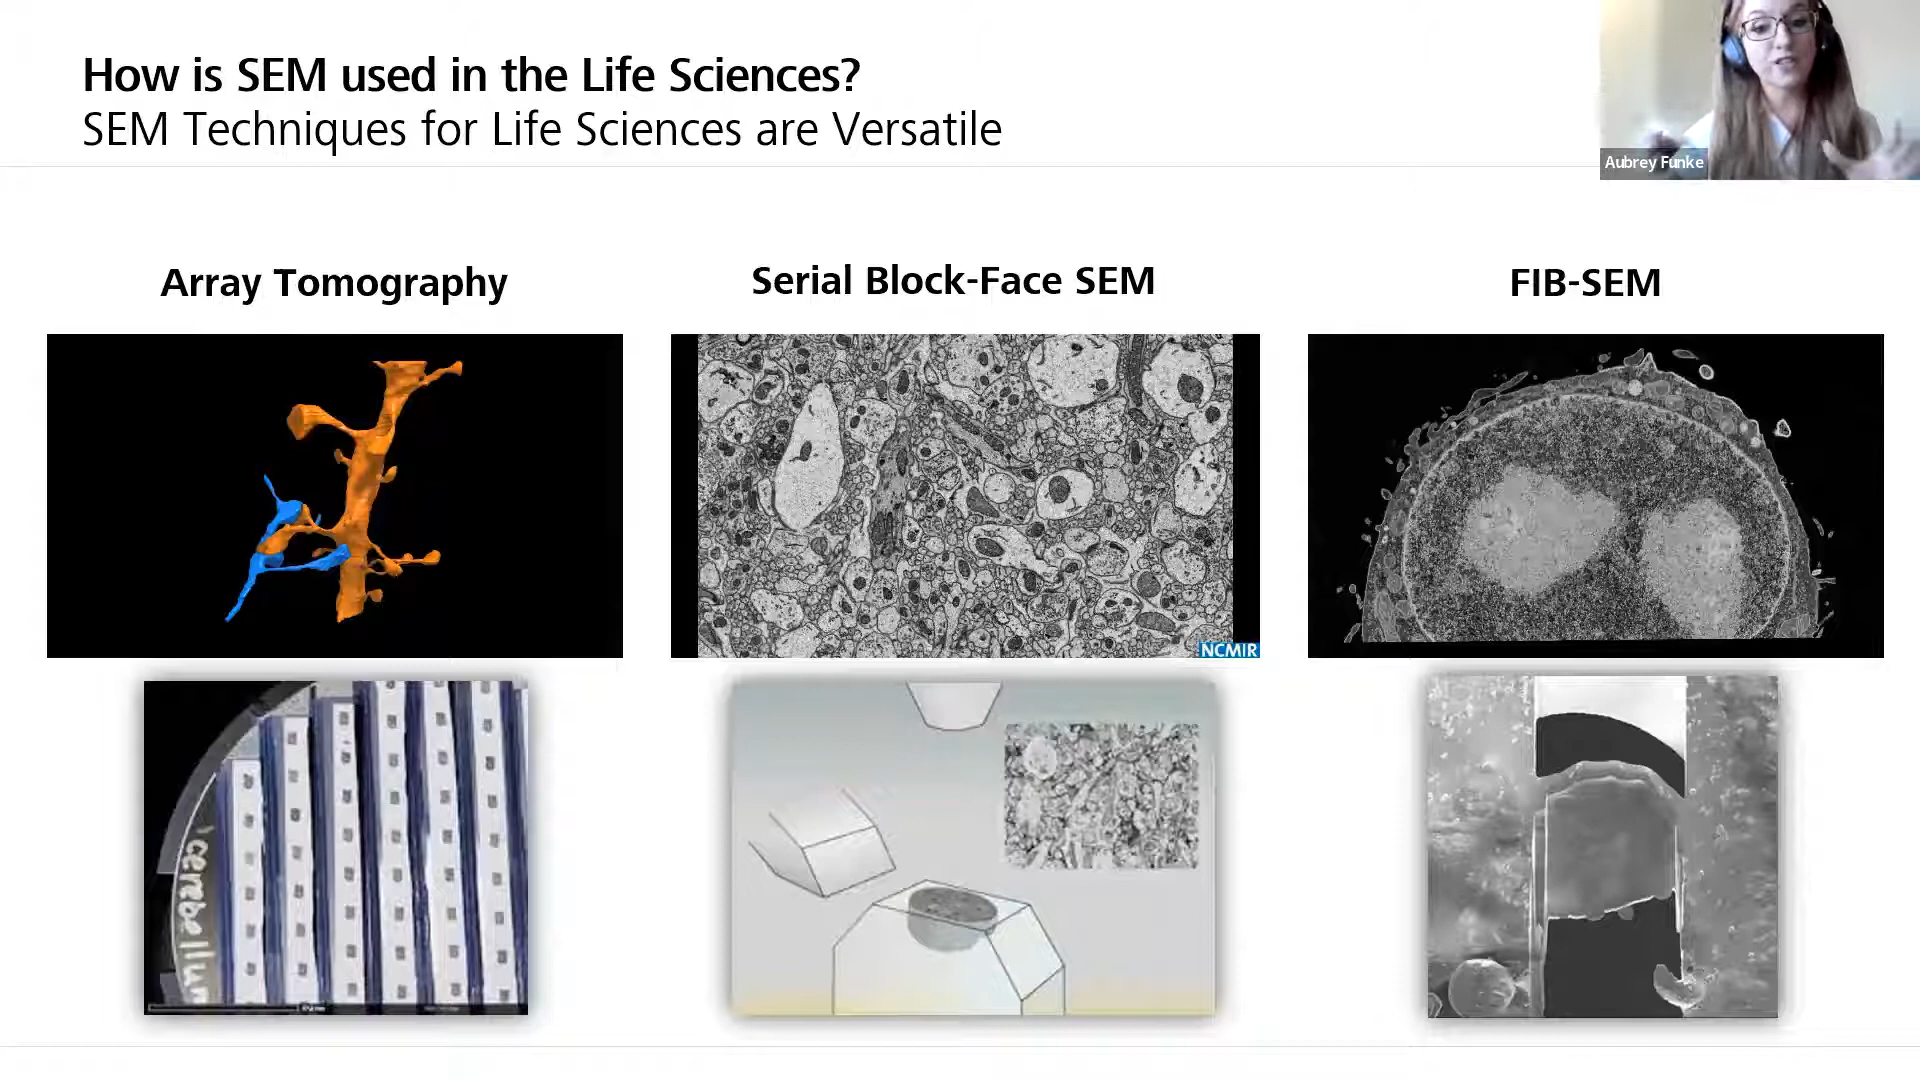 How is SEM used in the Life Sciences?
SEM Techniques for Life Sciences are Versatile
Aubrey Funke
Array Tomography
Serial Block-Face SEM
FIB-SEM
NCMIR
cerebellum